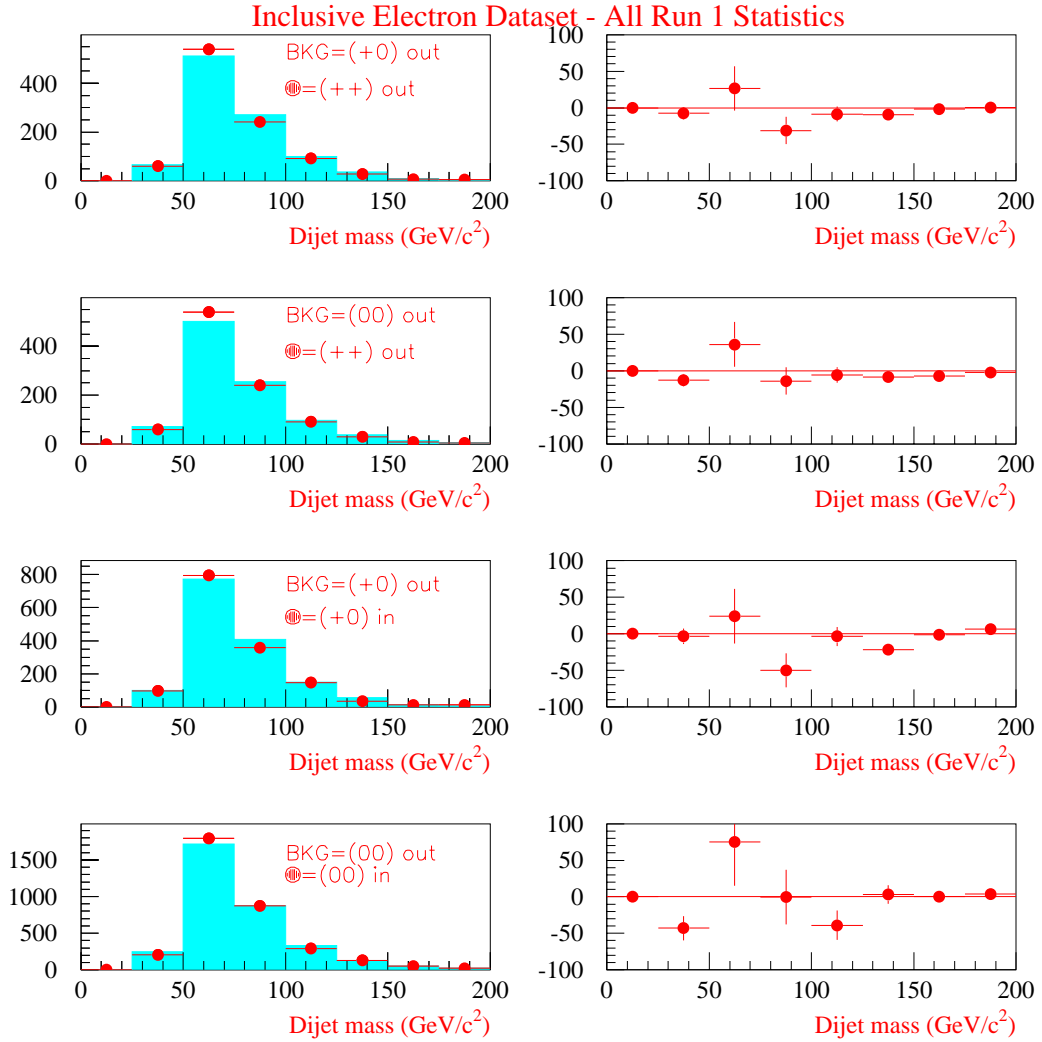 Inclusive Electron Dataset - All Run 1 Statistics
BKG=(+0) out
=(++) out
0 200 400
0 50 100 150 200
Dijet mass (GeV/c²)
-100 -50 0 50 100
0 50 100 150 200
Dijet mass (GeV/c²)
BKG=(00) out
=(++) out
0 200 400
0 50 100 150 200
Dijet mass (GeV/c²)
-100 -50 0 50 100
0 50 100 150 200
Dijet mass (GeV/c²)
BKG=(+0) out
=(+0) in
0 200 400 600 800
0 50 100 150 200
Dijet mass (GeV/c²)
-100 -50 0 50 100
0 50 100 150 200
Dijet mass (GeV/c²)
BKG=(00) out
=(00) in
0 500 1000 1500
0 50 100 150 200
Dijet mass (GeV/c²)
-100 -50 0 50 100
0 50 100 150 200
Dijet mass (GeV/c²)